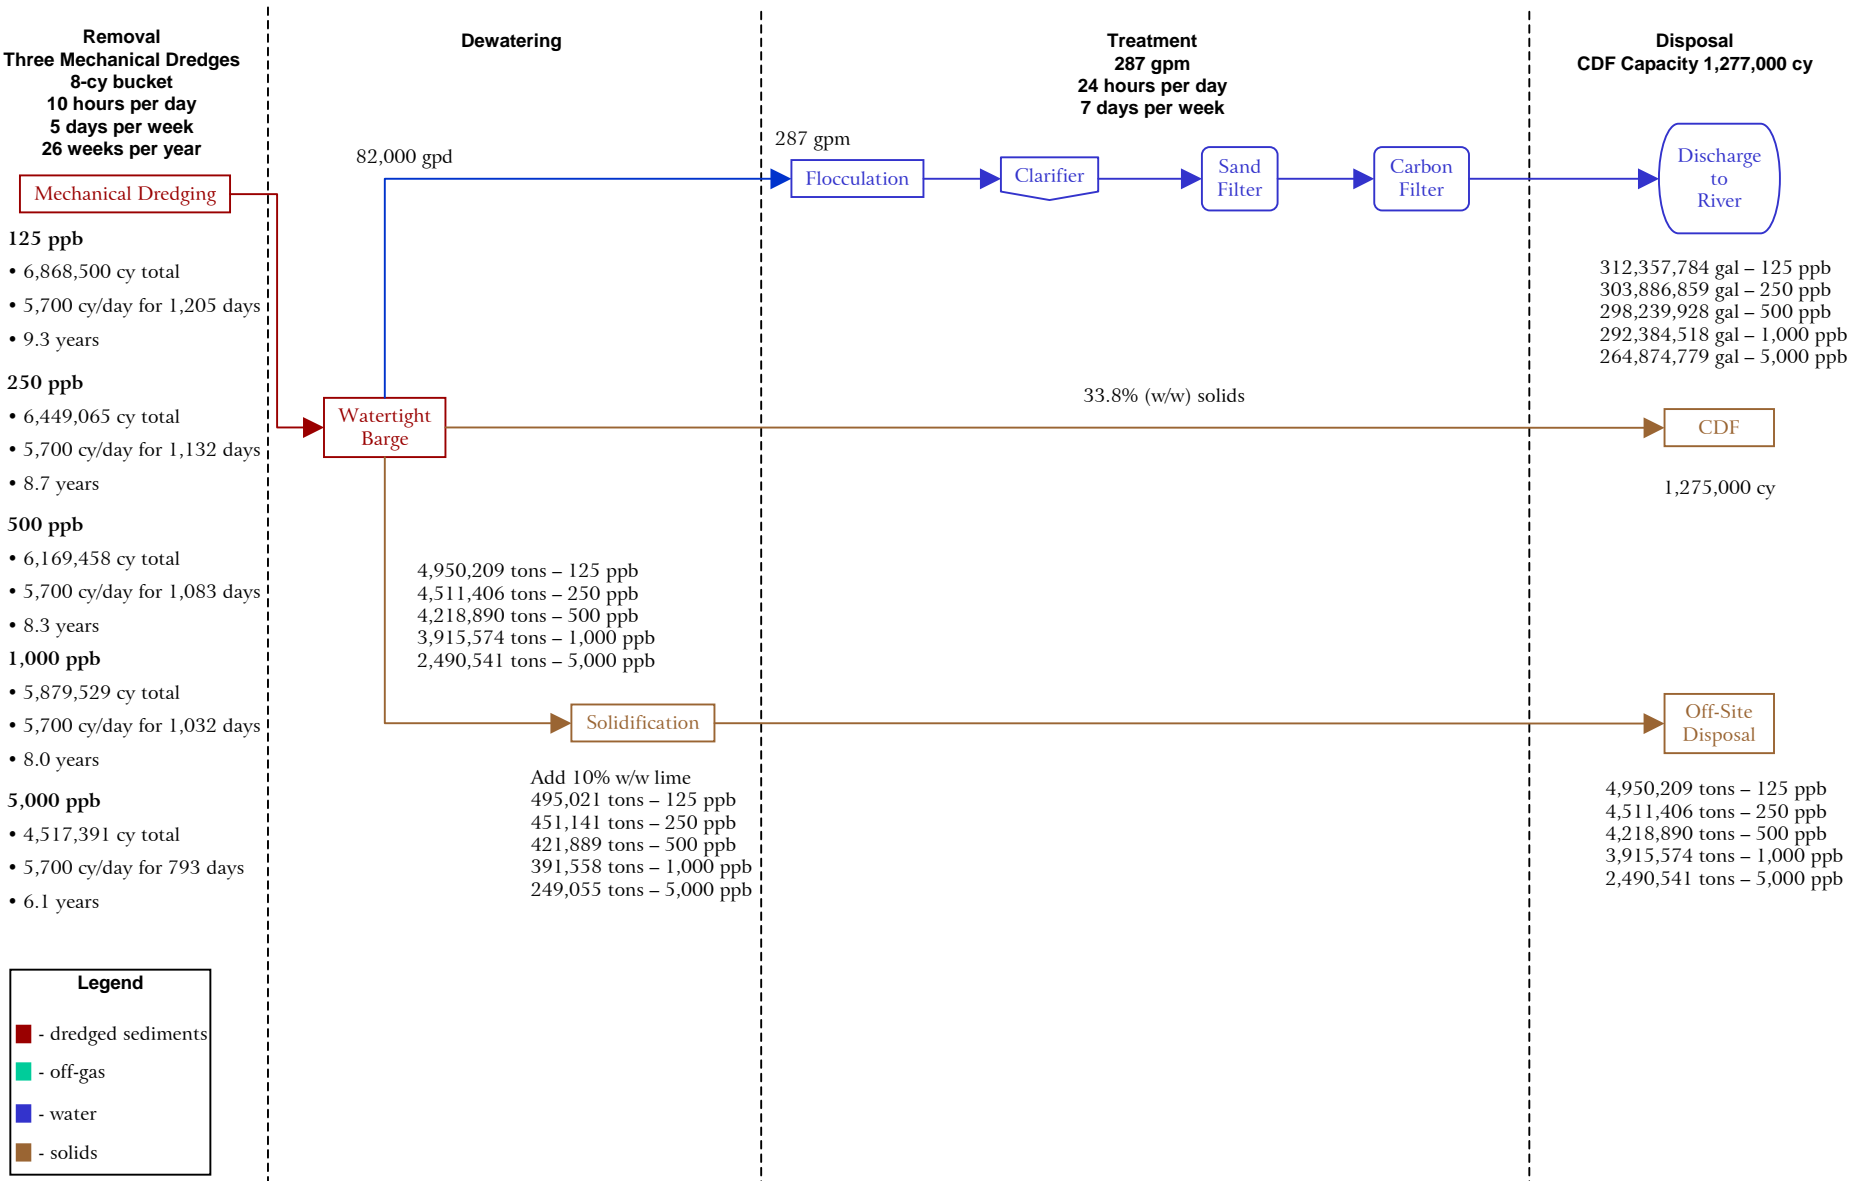 Removal
Three Mechanical Dredges
8-cy bucket
10 hours per day
5 days per week
26 weeks per year
Mechanical Dredging
125 ppb
• 6,868,500 cy total
• 5,700 cy/day for 1,205 days
• 9.3 years
250 ppb
• 6,449,065 cy total
• 5,700 cy/day for 1,132 days
• 8.7 years
500 ppb
• 6,169,458 cy total
• 5,700 cy/day for 1,083 days
• 8.3 years
1,000 ppb
• 5,879,529 cy total
• 5,700 cy/day for 1,032 days
• 8.0 years
5,000 ppb
• 4,517,391 cy total
• 5,700 cy/day for 793 days
• 6.1 years
Legend
- dredged sediments
- off-gas
- water
- solids
Dewatering
82,000 gpd
Watertight
Barge
4,950,209 tons – 125 ppb
4,511,406 tons – 250 ppb
4,218,890 tons – 500 ppb
3,915,574 tons – 1,000 ppb
2,490,541 tons – 5,000 ppb
Solidification
Add 10% w/w lime
495,021 tons – 125 ppb
451,141 tons – 250 ppb
421,889 tons – 500 ppb
391,558 tons – 1,000 ppb
249,055 tons – 5,000 ppb
Treatment
287 gpm
24 hours per day
7 days per week
287 gpm
Flocculation
Clarifier
Sand
Filter
Carbon
Filter
33.8% (w/w) solids
Disposal
CDF Capacity 1,277,000 cy
Discharge
to
River
312,357,784 gal – 125 ppb
303,886,859 gal – 250 ppb
298,239,928 gal – 500 ppb
292,384,518 gal – 1,000 ppb
264,874,779 gal – 5,000 ppb
CDF
1,275,000 cy
Off-Site
Disposal
4,950,209 tons – 125 ppb
4,511,406 tons – 250 ppb
4,218,890 tons – 500 ppb
3,915,574 tons – 1,000 ppb
2,490,541 tons – 5,000 ppb